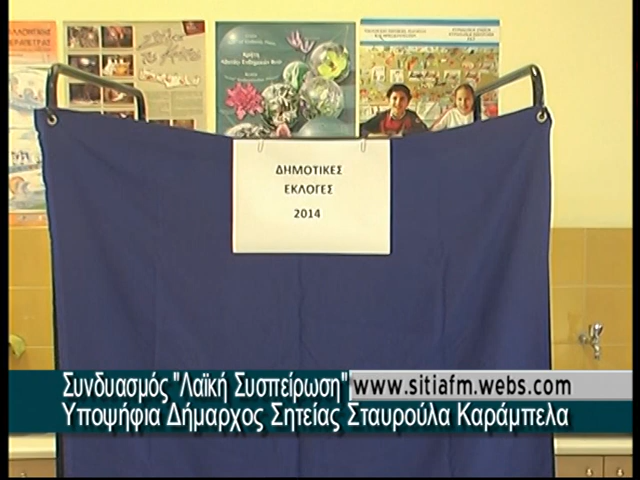 ΔΗΜΟΤΙΚΕΣ
ΕΚΛΟΓΕΣ
2014
Συνδυασμός "Λαϊκή Συσπείρωση"
www.sitiafm.webs.com
Υποψήφια Δήμαρχος Σητείας Σταυρούλα Καράμπελα